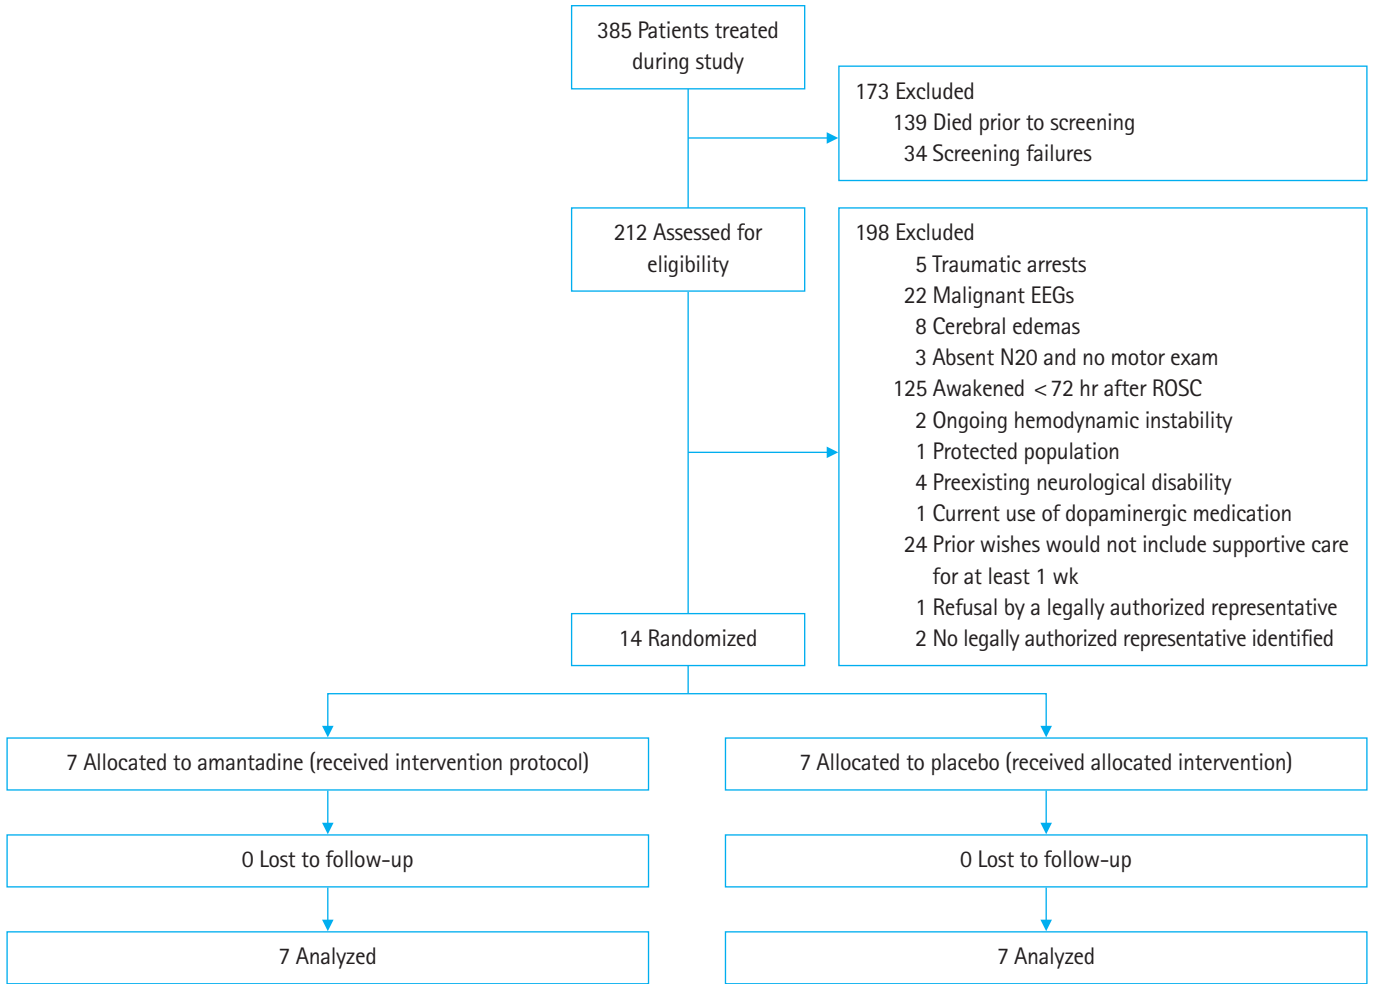 385 Patients treated
during study
173 Excluded
139 Died prior to screening
34 Screening failures
212 Assessed for
eligibility
198 Excluded
5 Traumatic arrests
22 Malignant EEGs
8 Cerebral edemas
3 Absent N20 and no motor exam
125 Awakened <72 hr after ROSC
2 Ongoing hemodynamic instability
1 Protected population
4 Preexisting neurological disability
1 Current use of dopaminergic medication
24 Prior wishes would not include supportive care
for at least 1 wk
1 Refusal by a legally authorized representative
2 No legally authorized representative identified
14 Randomized
7 Allocated to amantadine (received intervention protocol)
7 Allocated to placebo (received allocated intervention)
0 Lost to follow-up
0 Lost to follow-up
7 Analyzed
7 Analyzed